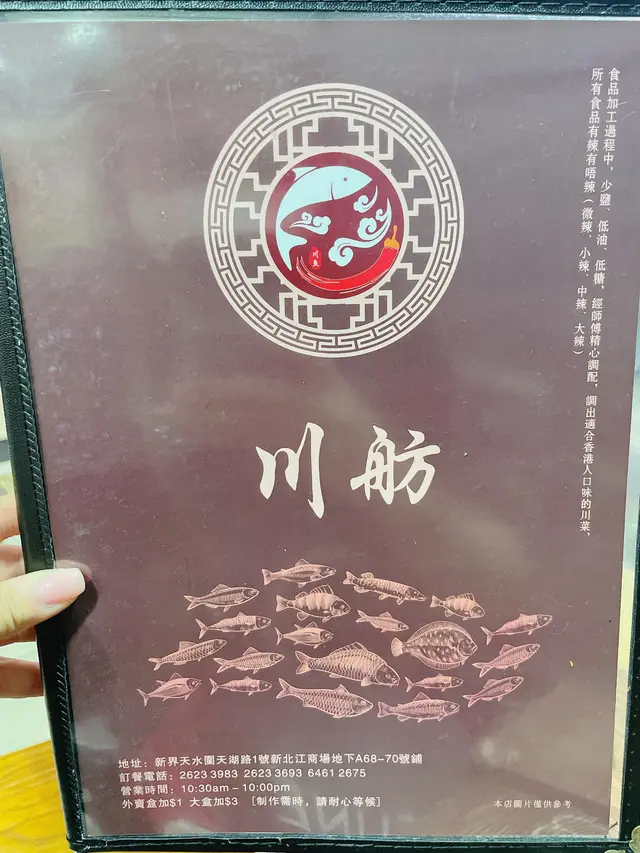 食品加工過程中，少鹽、低油、低糖，經師傅精心調配，調出適合香港人口味的川菜，
所有食品有辣有唔辣（微辣、小辣、中辣、大辣）
川魚
川舫
地址：新界天水圍天湖路1號新北江商場地下A68-70號鋪
訂餐電話：2623 3983 2623 3693 6461 2675
營業時間：10:30am－10:00pm
外賣盒加$1 大盒加$3 [制作需時，請耐心等候]
本店圖片僅供參考